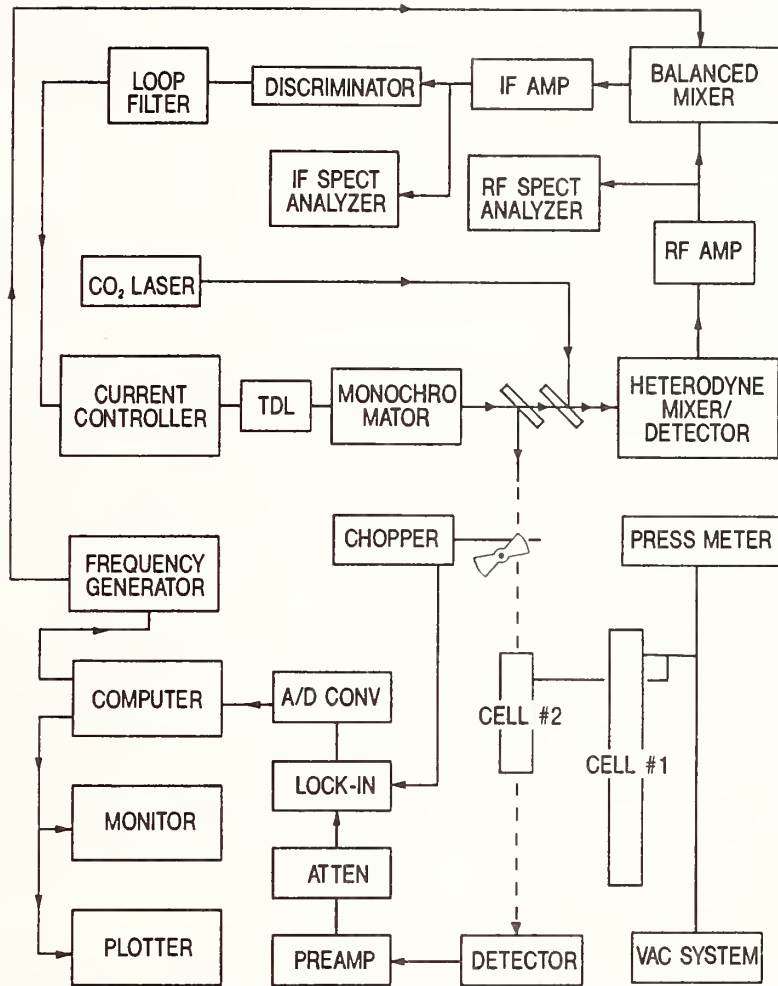 LOOP
FILTER
DISCRIMINATOR
IF AMP
BALANCED
MIXER
IF SPECT
ANALYZER
RF SPECT
ANALYZER
RF AMP
CO₂ LASER
CURRENT
CONTROLLER
TDL
MONOCHRO
MATOR
HETERODYNE
MIXER/
DETECTOR
CHOPPER
PRESS METER
FREQUENCY
GENERATOR
COMPUTER
A/D CONV
CELL #2
CELL #1
LOCK-IN
MONITOR
ATTEN
PLOTTER
PREAMP
DETECTOR
VAC SYSTEM